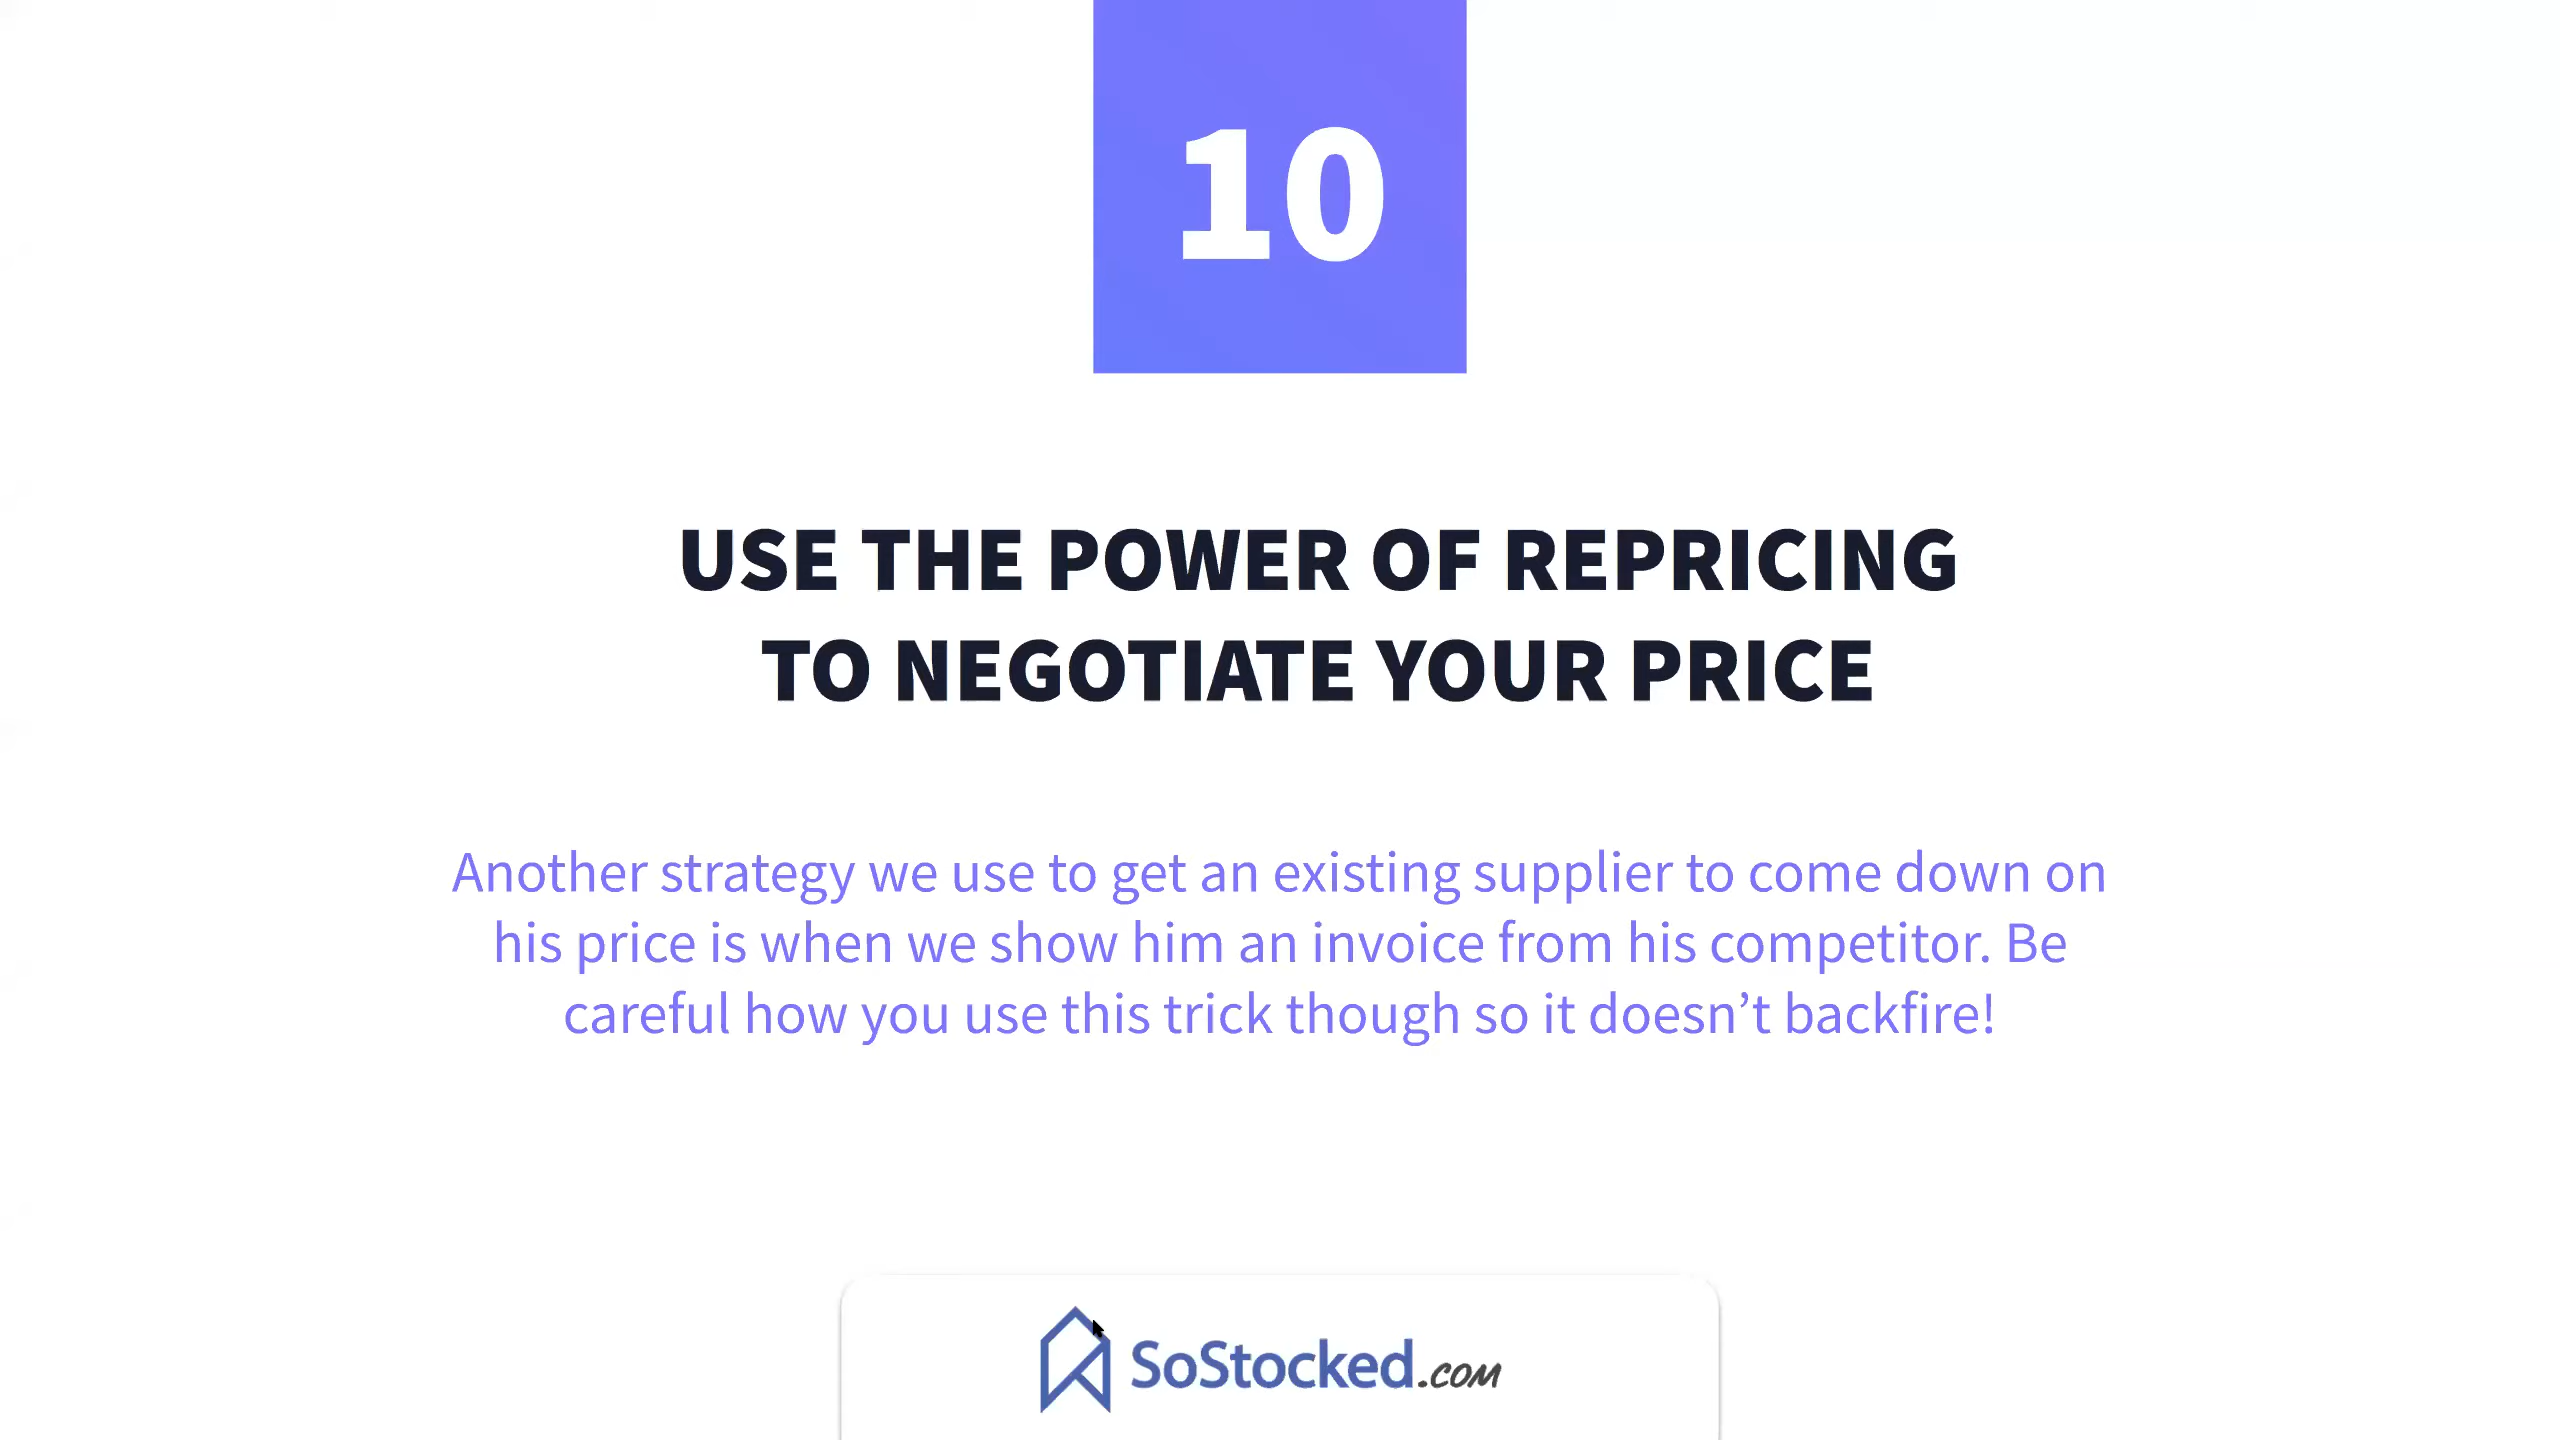 10
USE THE POWER OF REPRICING
TO NEGOTIATE YOUR PRICE
Another strategy we use to get an existing supplier to come down on
his price is when we show him an invoice from his competitor. Be
careful how you use this trick though so it doesn’t backfire!
SoStocked.com